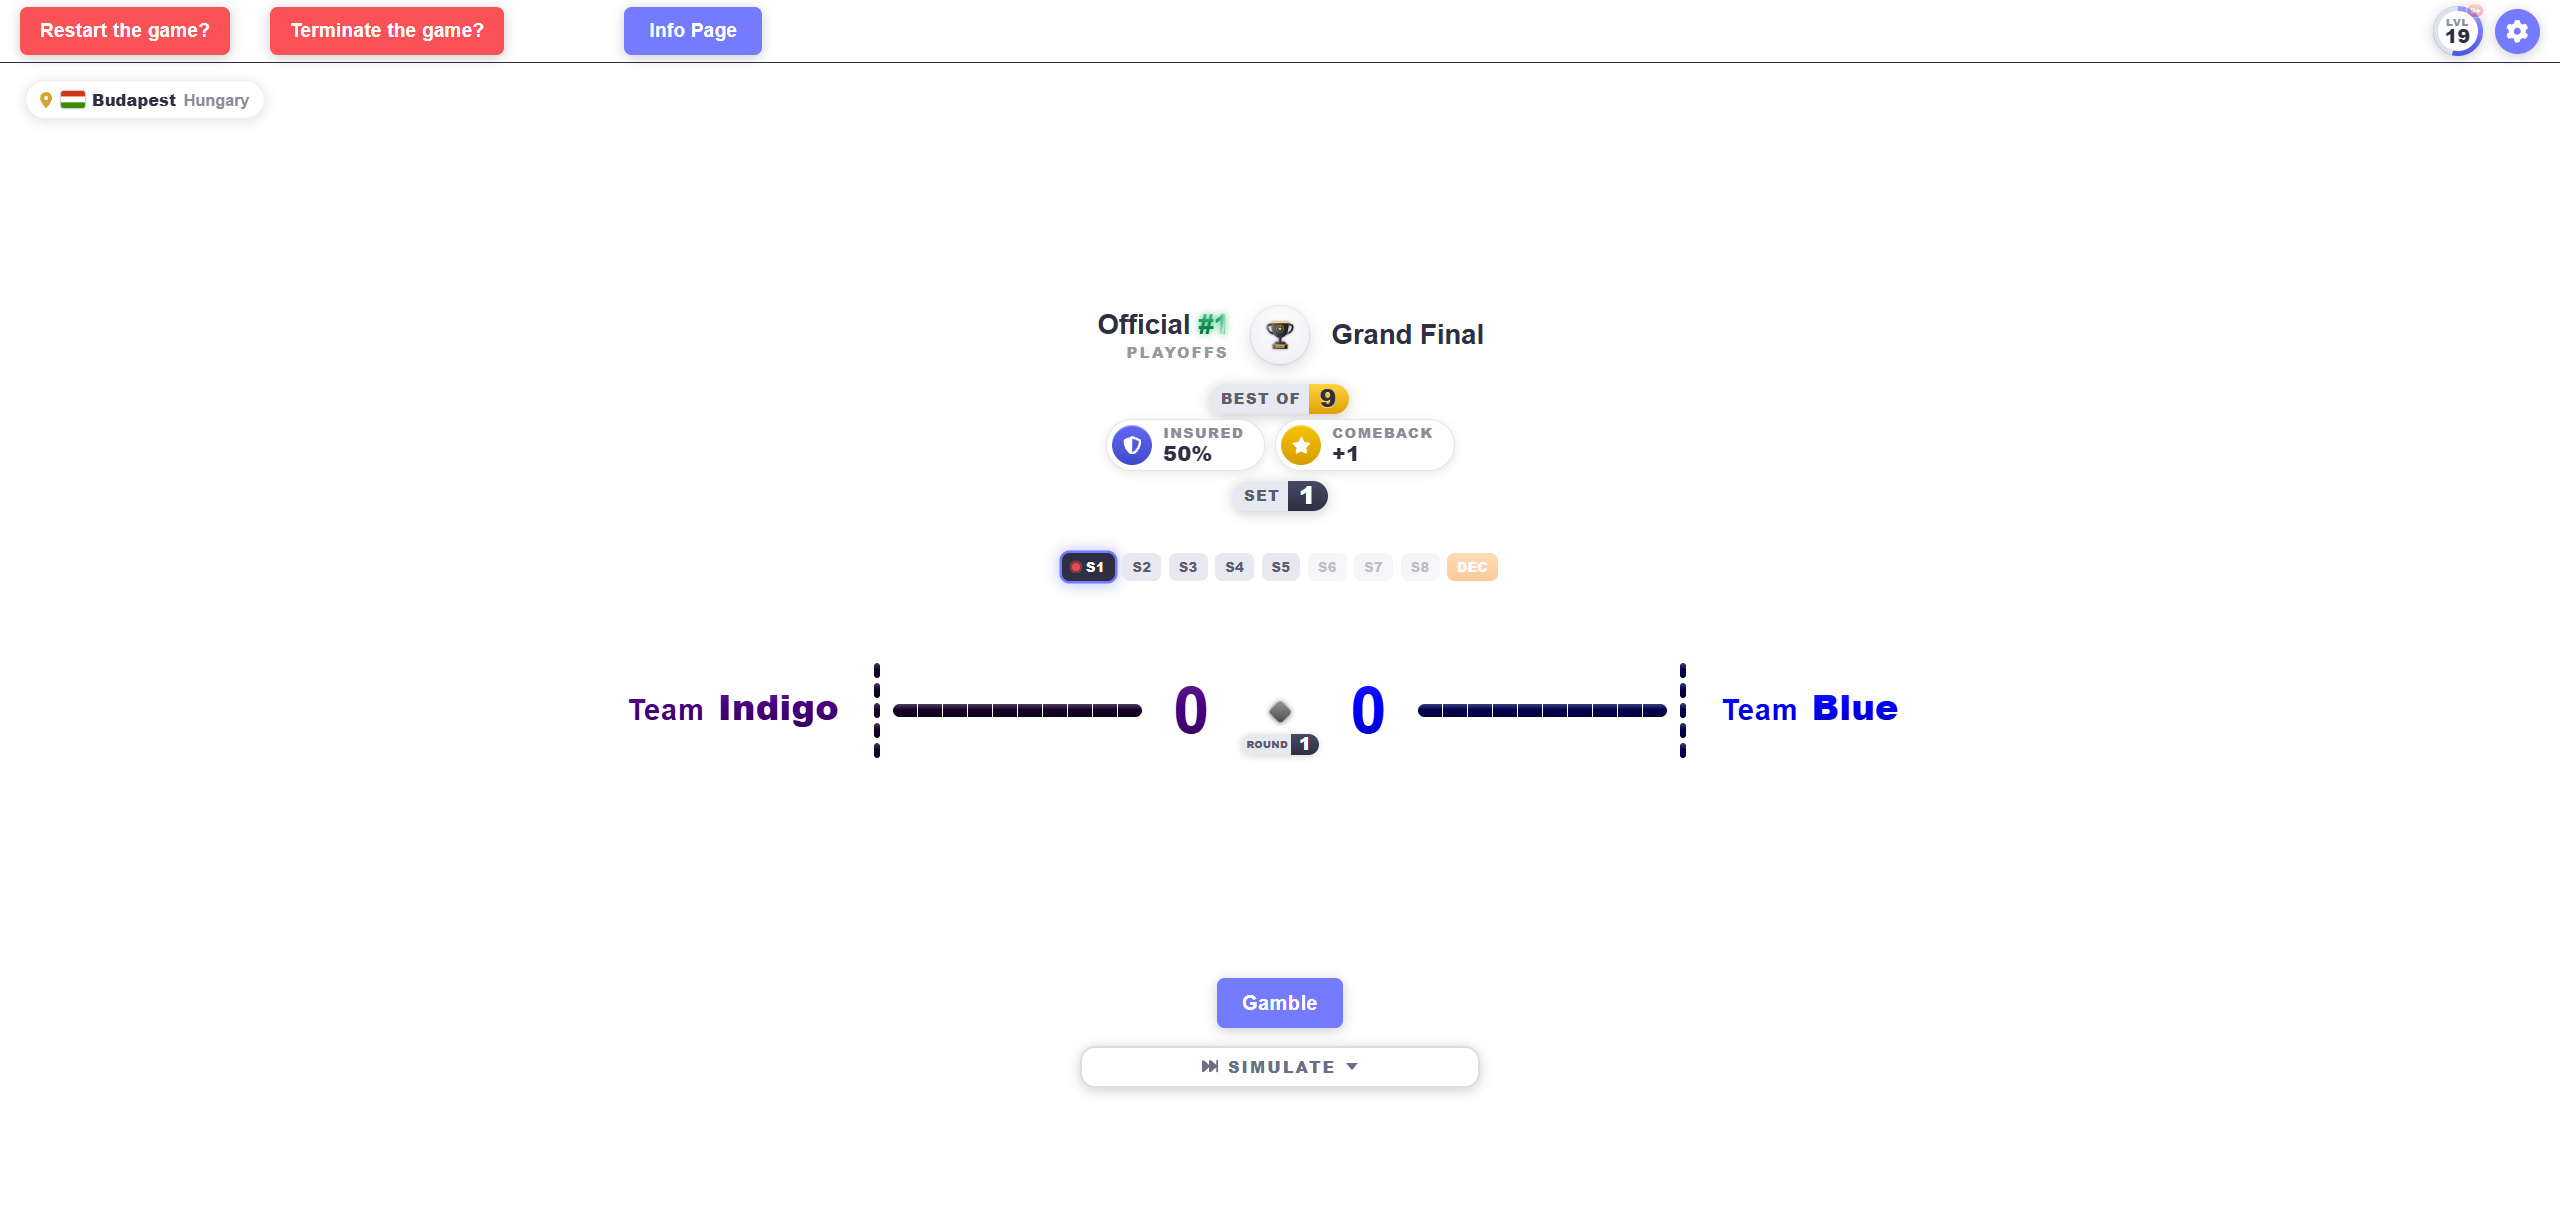 Restart the game?
Terminate the game?
Info Page
LVL
19
Budapest Hungary
Official #1
PLAYOFFS
Grand Final
BEST OF 9
INSURED
50%
COMEBACK
+1
SET 1
S1 S2 S3 S4 S5 S6 S7 S8 DEC
Team Indigo
0
0
Team Blue
ROUND 1
Gamble
SIMULATE